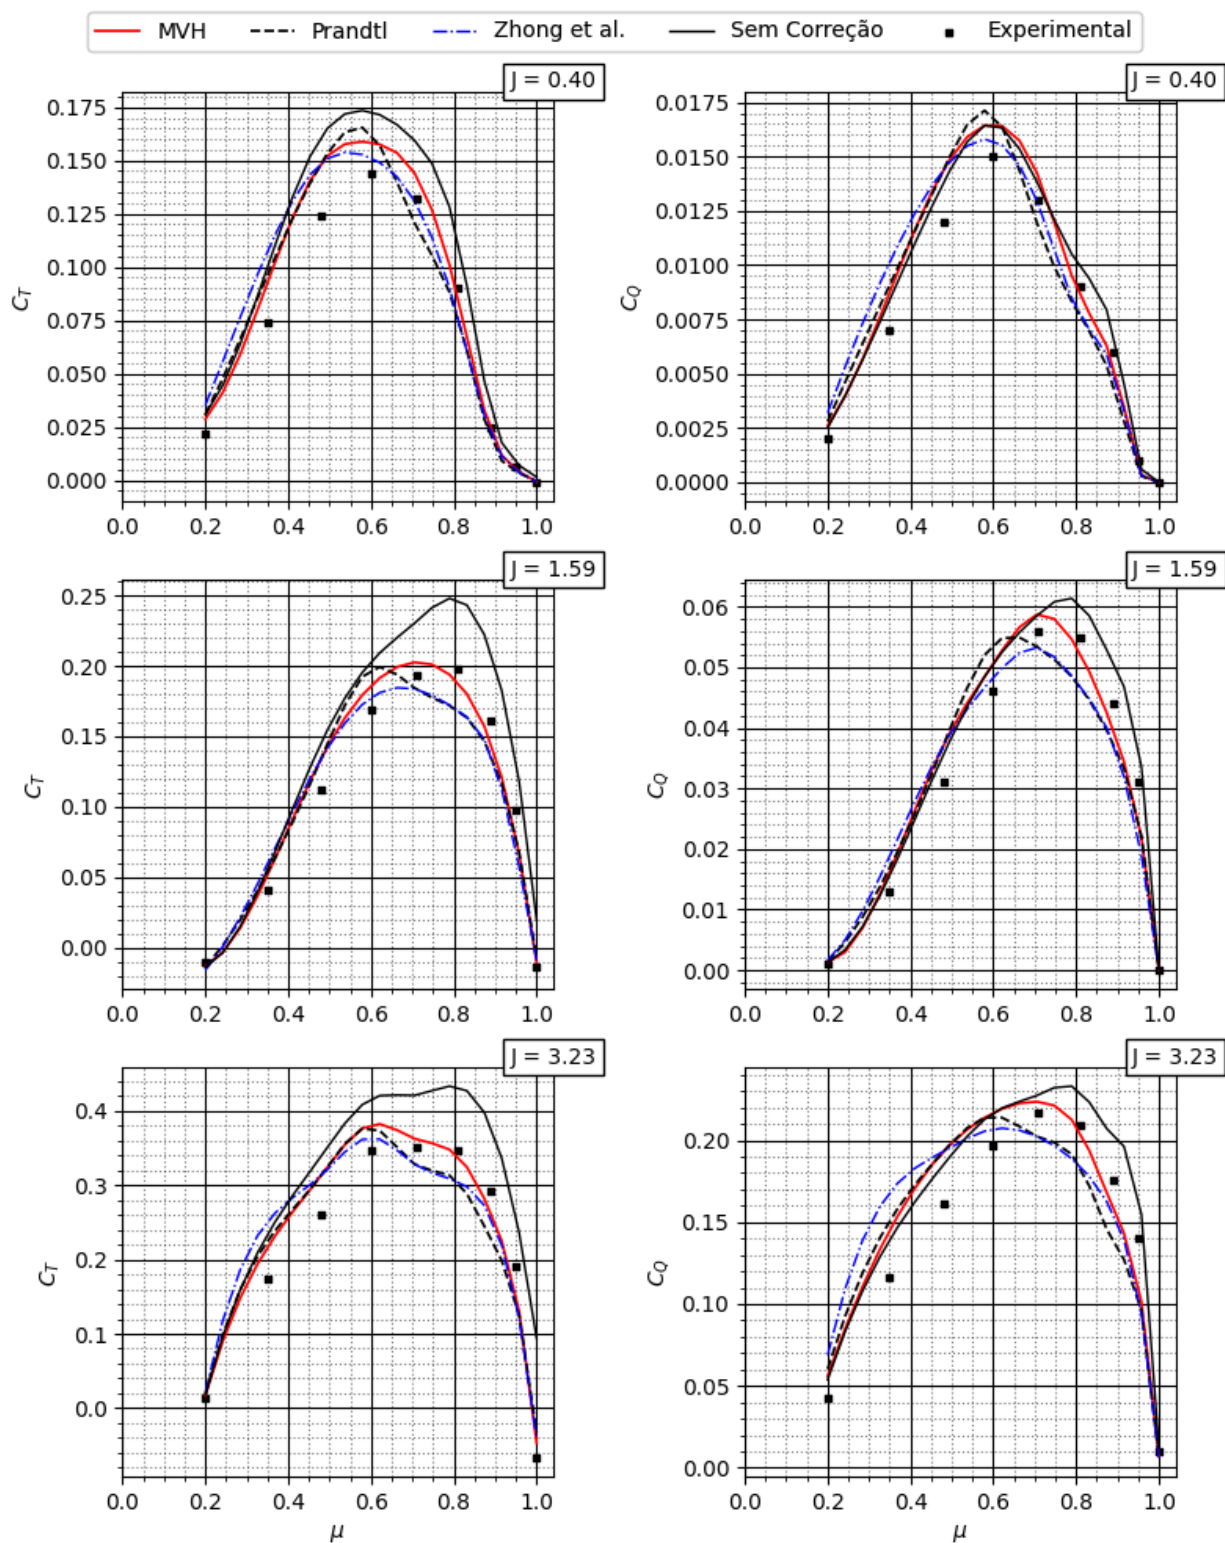 MVH Prandtl Zhong et al. Sem Correção Experimental
J = 0.40 J = 0.40
0.175
0.150
0.125
0.100
0.075
0.050
0.025
0.000
C_T
0.0 0.2 0.4 0.6 0.8 1.0
0.0175
0.0150
0.0125
0.0100
0.0075
0.0050
0.0025
0.0000
C_Q
0.0 0.2 0.4 0.6 0.8 1.0
J = 1.59 J = 1.59
0.25
0.20
0.15
0.10
0.05
0.00
C_T
0.0 0.2 0.4 0.6 0.8 1.0
0.06
0.05
0.04
0.03
0.02
0.01
0.00
C_Q
0.0 0.2 0.4 0.6 0.8 1.0
J = 3.23 J = 3.23
0.4
0.3
0.2
0.1
0.0
C_T
0.0 0.2 0.4 0.6 0.8 1.0
μ
0.20
0.15
0.10
0.05
0.00
C_Q
0.0 0.2 0.4 0.6 0.8 1.0
μ